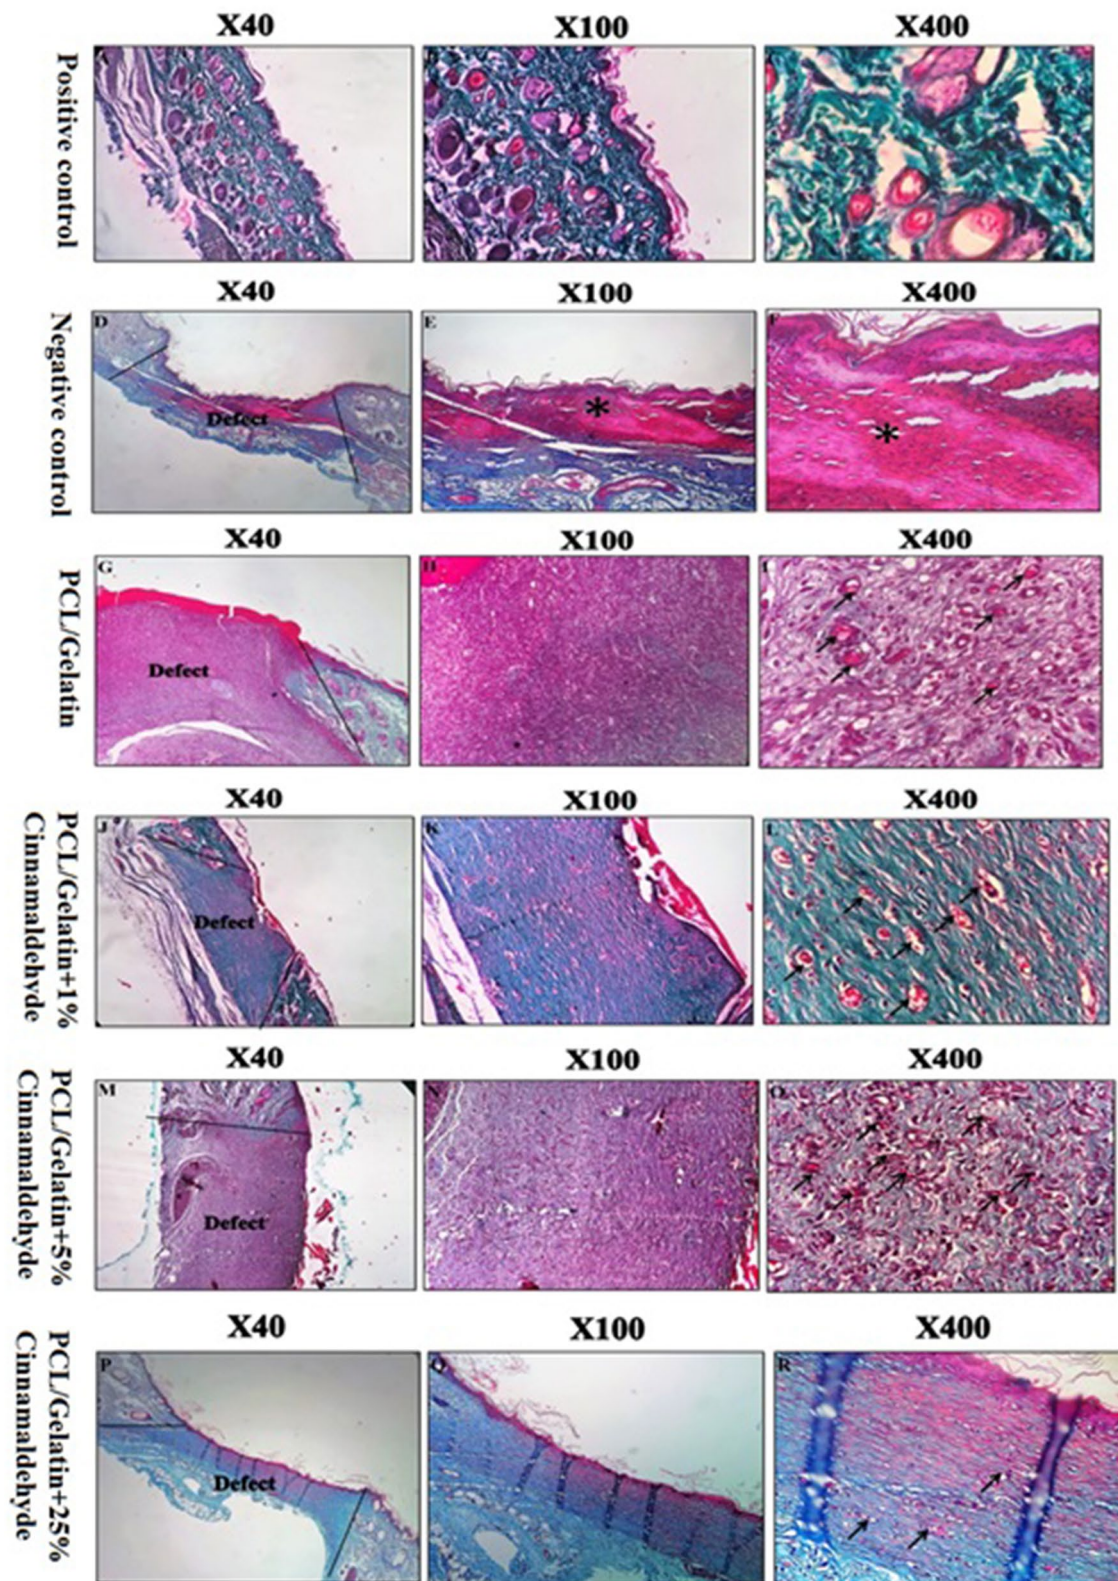 X40 X100 X400
Positive control
A B
X40 X100 X400
Negative control
D E F
Defect
* *
X40 X100 X400
PCL/Gelatin
G H I
Defect
X40 X100 X400
PCL/Gelatin+1%
Cinnamaldehyde
J K L
Defect
X40 X100 X400
PCL/Gelatin+5%
Cinnamaldehyde
M N O
Defect
X40 X100 X400
PCL/Gelatin+25%
Cinnamaldehyde
P Q R
Defect